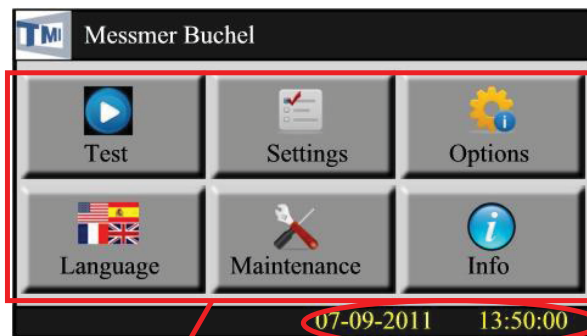 TMI Messmer Buchel
Test Settings Options
Language Maintenance Info
07-09-2011 13:50:00